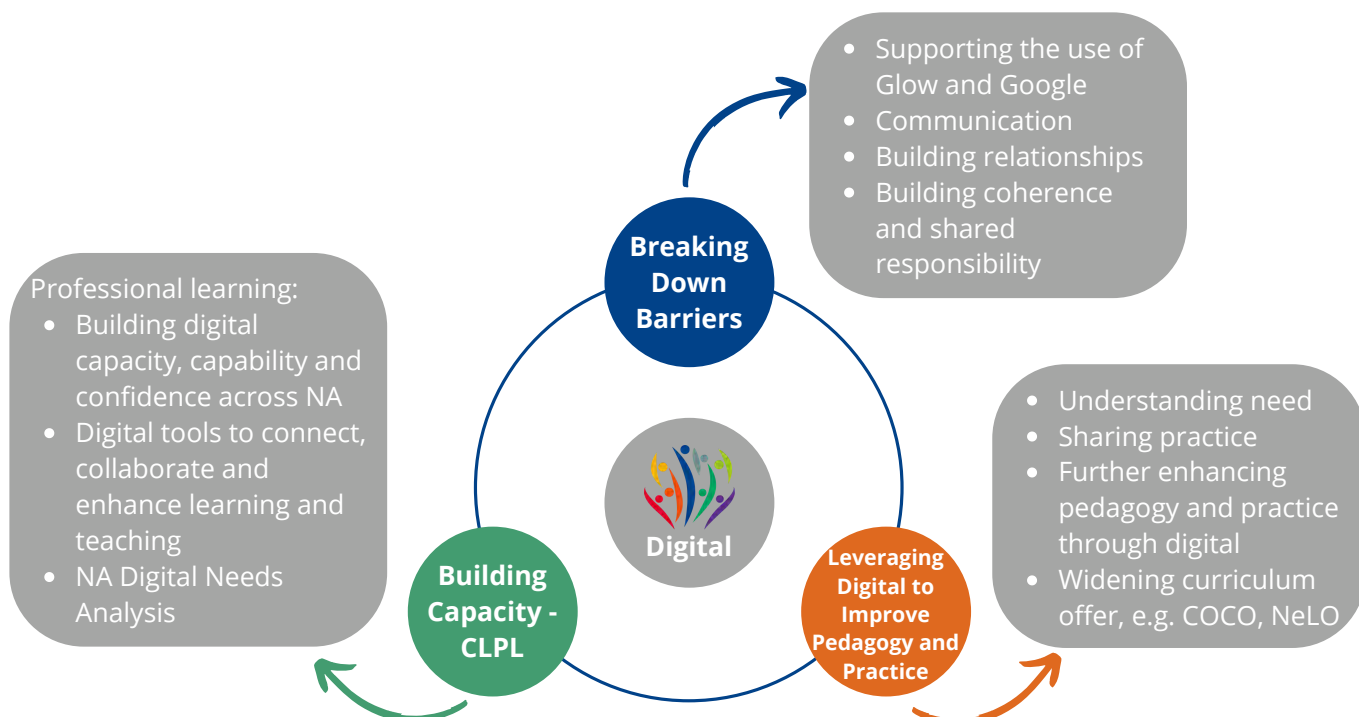 • Supporting the use of
Glow and Google
• Communication
• Building relationships
• Building coherence
and shared
responsibility
Breaking
Down
Barriers
Professional learning:
• Building digital
capacity, capability and
confidence across NA
• Digital tools to connect,
collaborate and
enhance learning and
teaching
• NA Digital Needs
Analysis
• Understanding need
• Sharing practice
• Further enhancing
pedagogy and practice
through digital
• Widening curriculum
offer, e.g. COCO, NeLO
Digital
Building
Capacity -
CLPL
Leveraging
Digital to
Improve
Pedagogy and
Practice